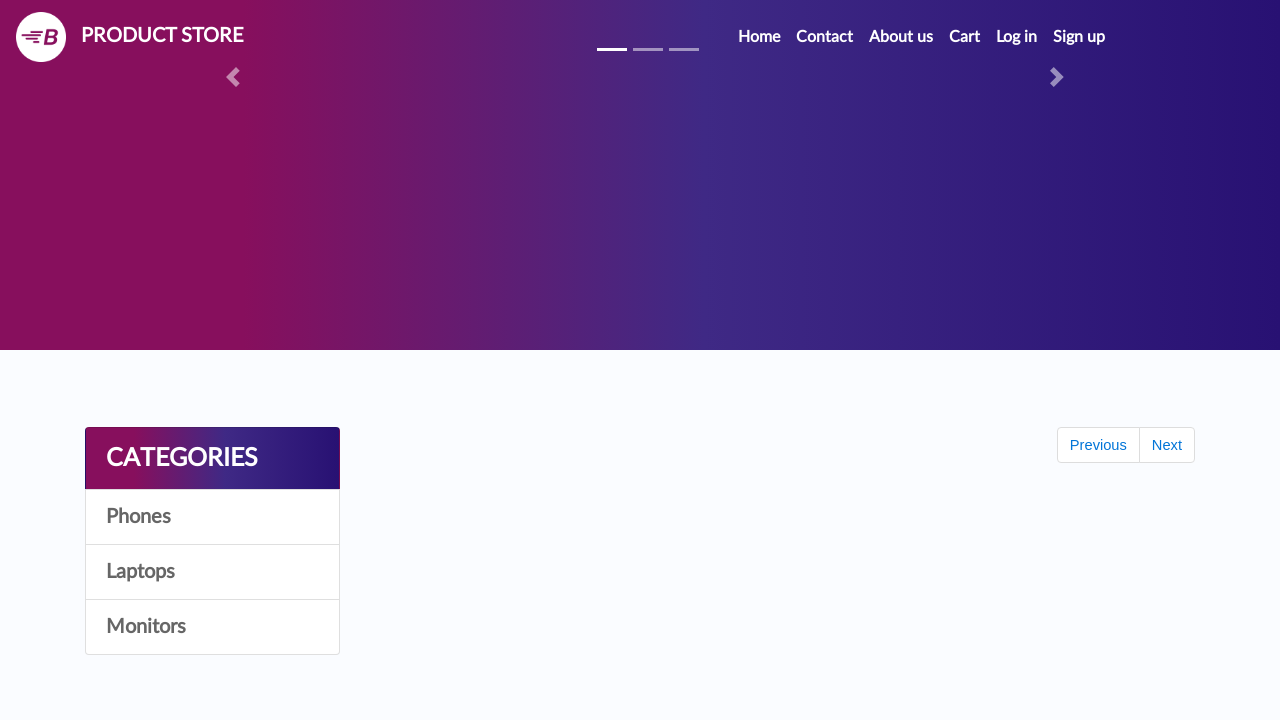 B PRODUCT STORE Home Contact About us Cart Log in Sign up
CATEGORIES
Phones
Laptops
Monitors
Previous Next